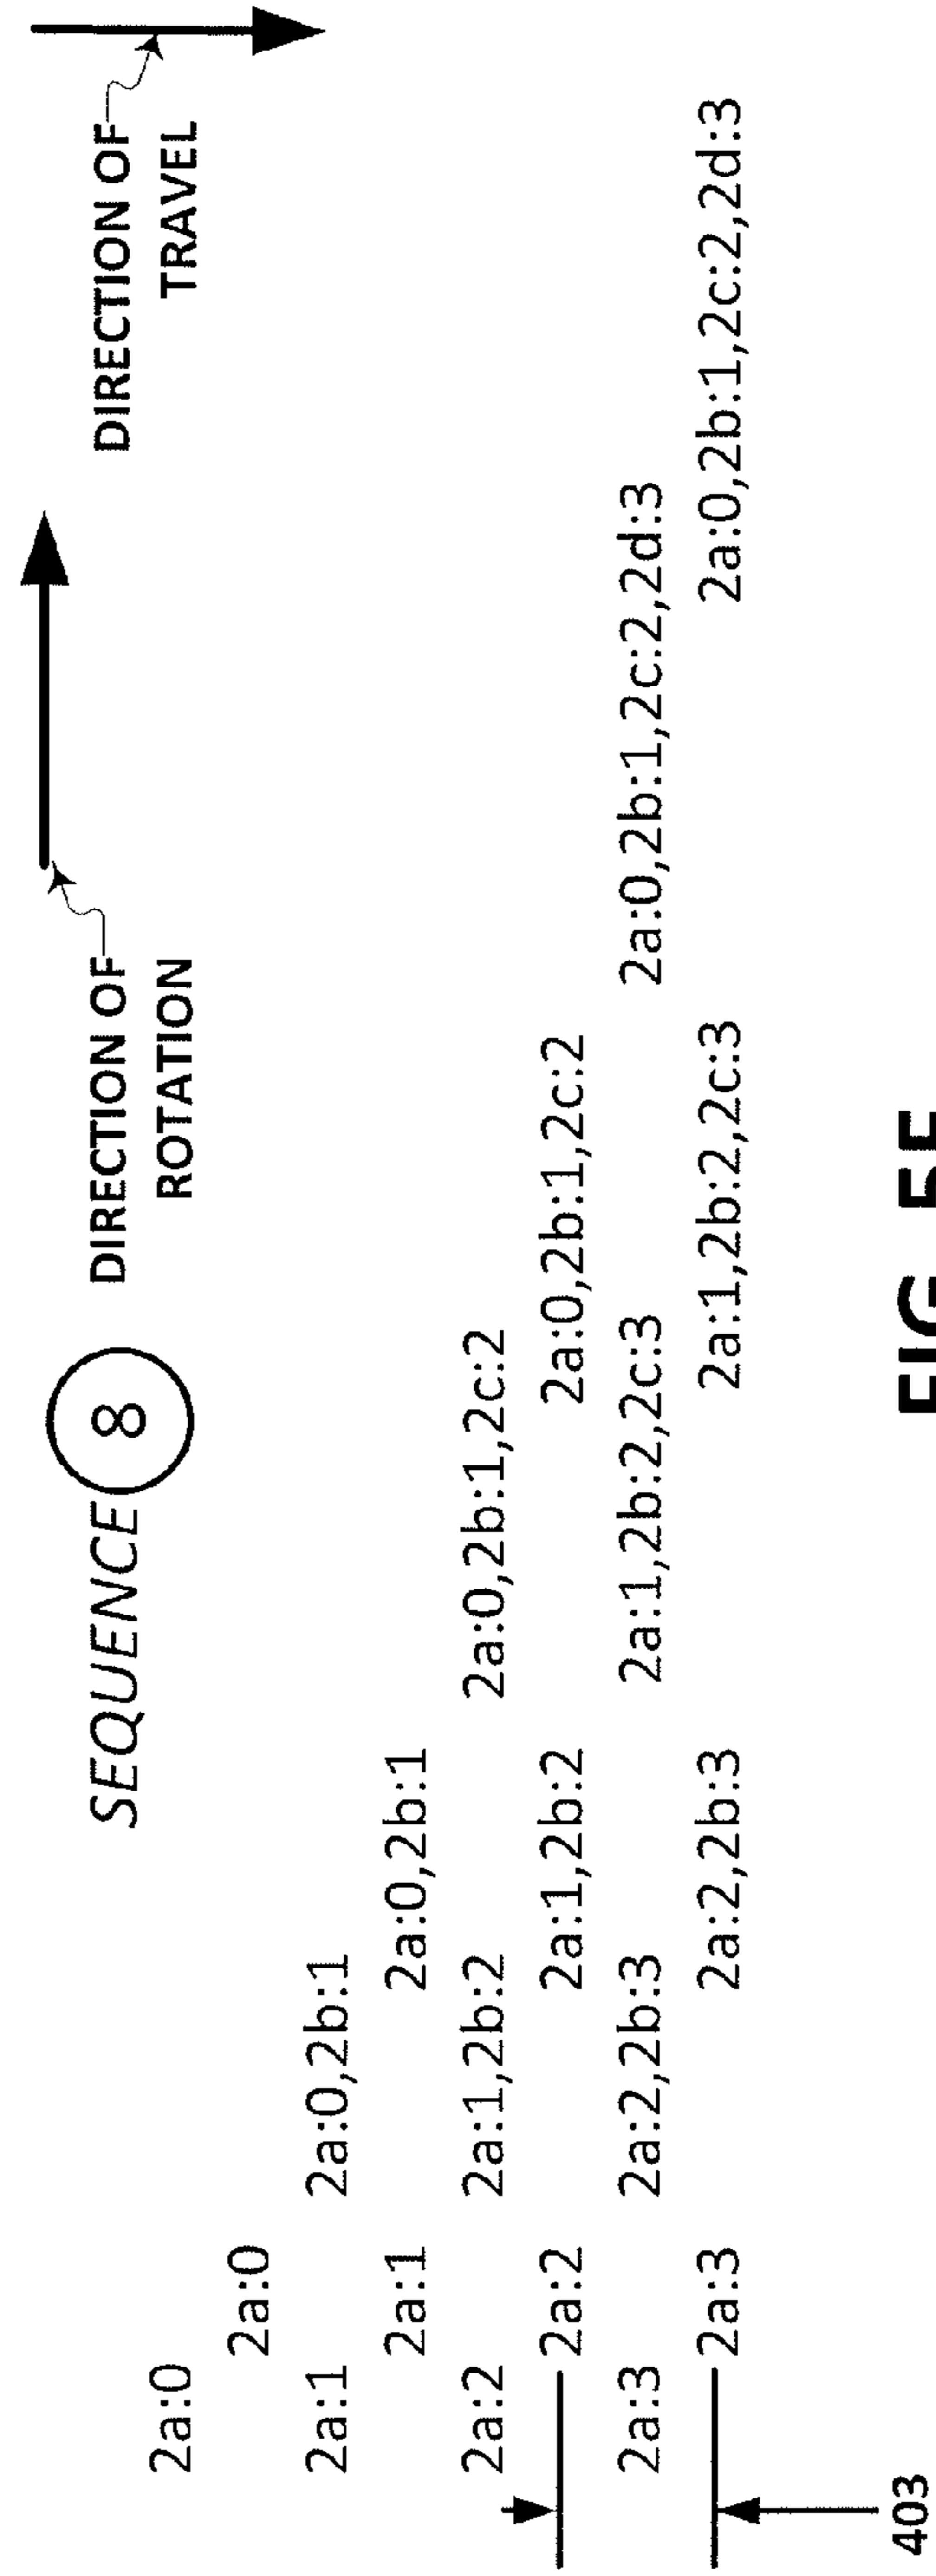 SEQUENCE 8 DIRECTION OF DIRECTION OF
ROTATION TRAVEL
2a:0
2a:0
2a:1 2a:0,2b:1
2a:1 2a:0,2b:1
2a:2 2a:1,2b:2 2a:0,2b:1,2c:2
2a:2 2a:1,2b:2 2a:0,2b:1,2c:2
2a:3 2a:2,2b:3 2a:1,2b:2,2c:3 2a:0,2b:1,2c:2,2d:3
2a:3 2a:2,2b:3 2a:1,2b:2,2c:3 2a:0,2b:1,2c:2,2d:3
403
FIG